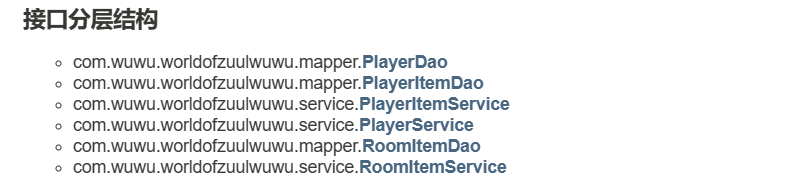 接口分层结构
com.wuwu.worldofzuulwuwu.mapper.PlayerDao
com.wuwu.worldofzuulwuwu.mapper.PlayerItemDao
com.wuwu.worldofzuulwuwu.service.PlayerItemService
com.wuwu.worldofzuulwuwu.service.PlayerService
com.wuwu.worldofzuulwuwu.mapper.RoomItemDao
com.wuwu.worldofzuulwuwu.service.RoomItemService